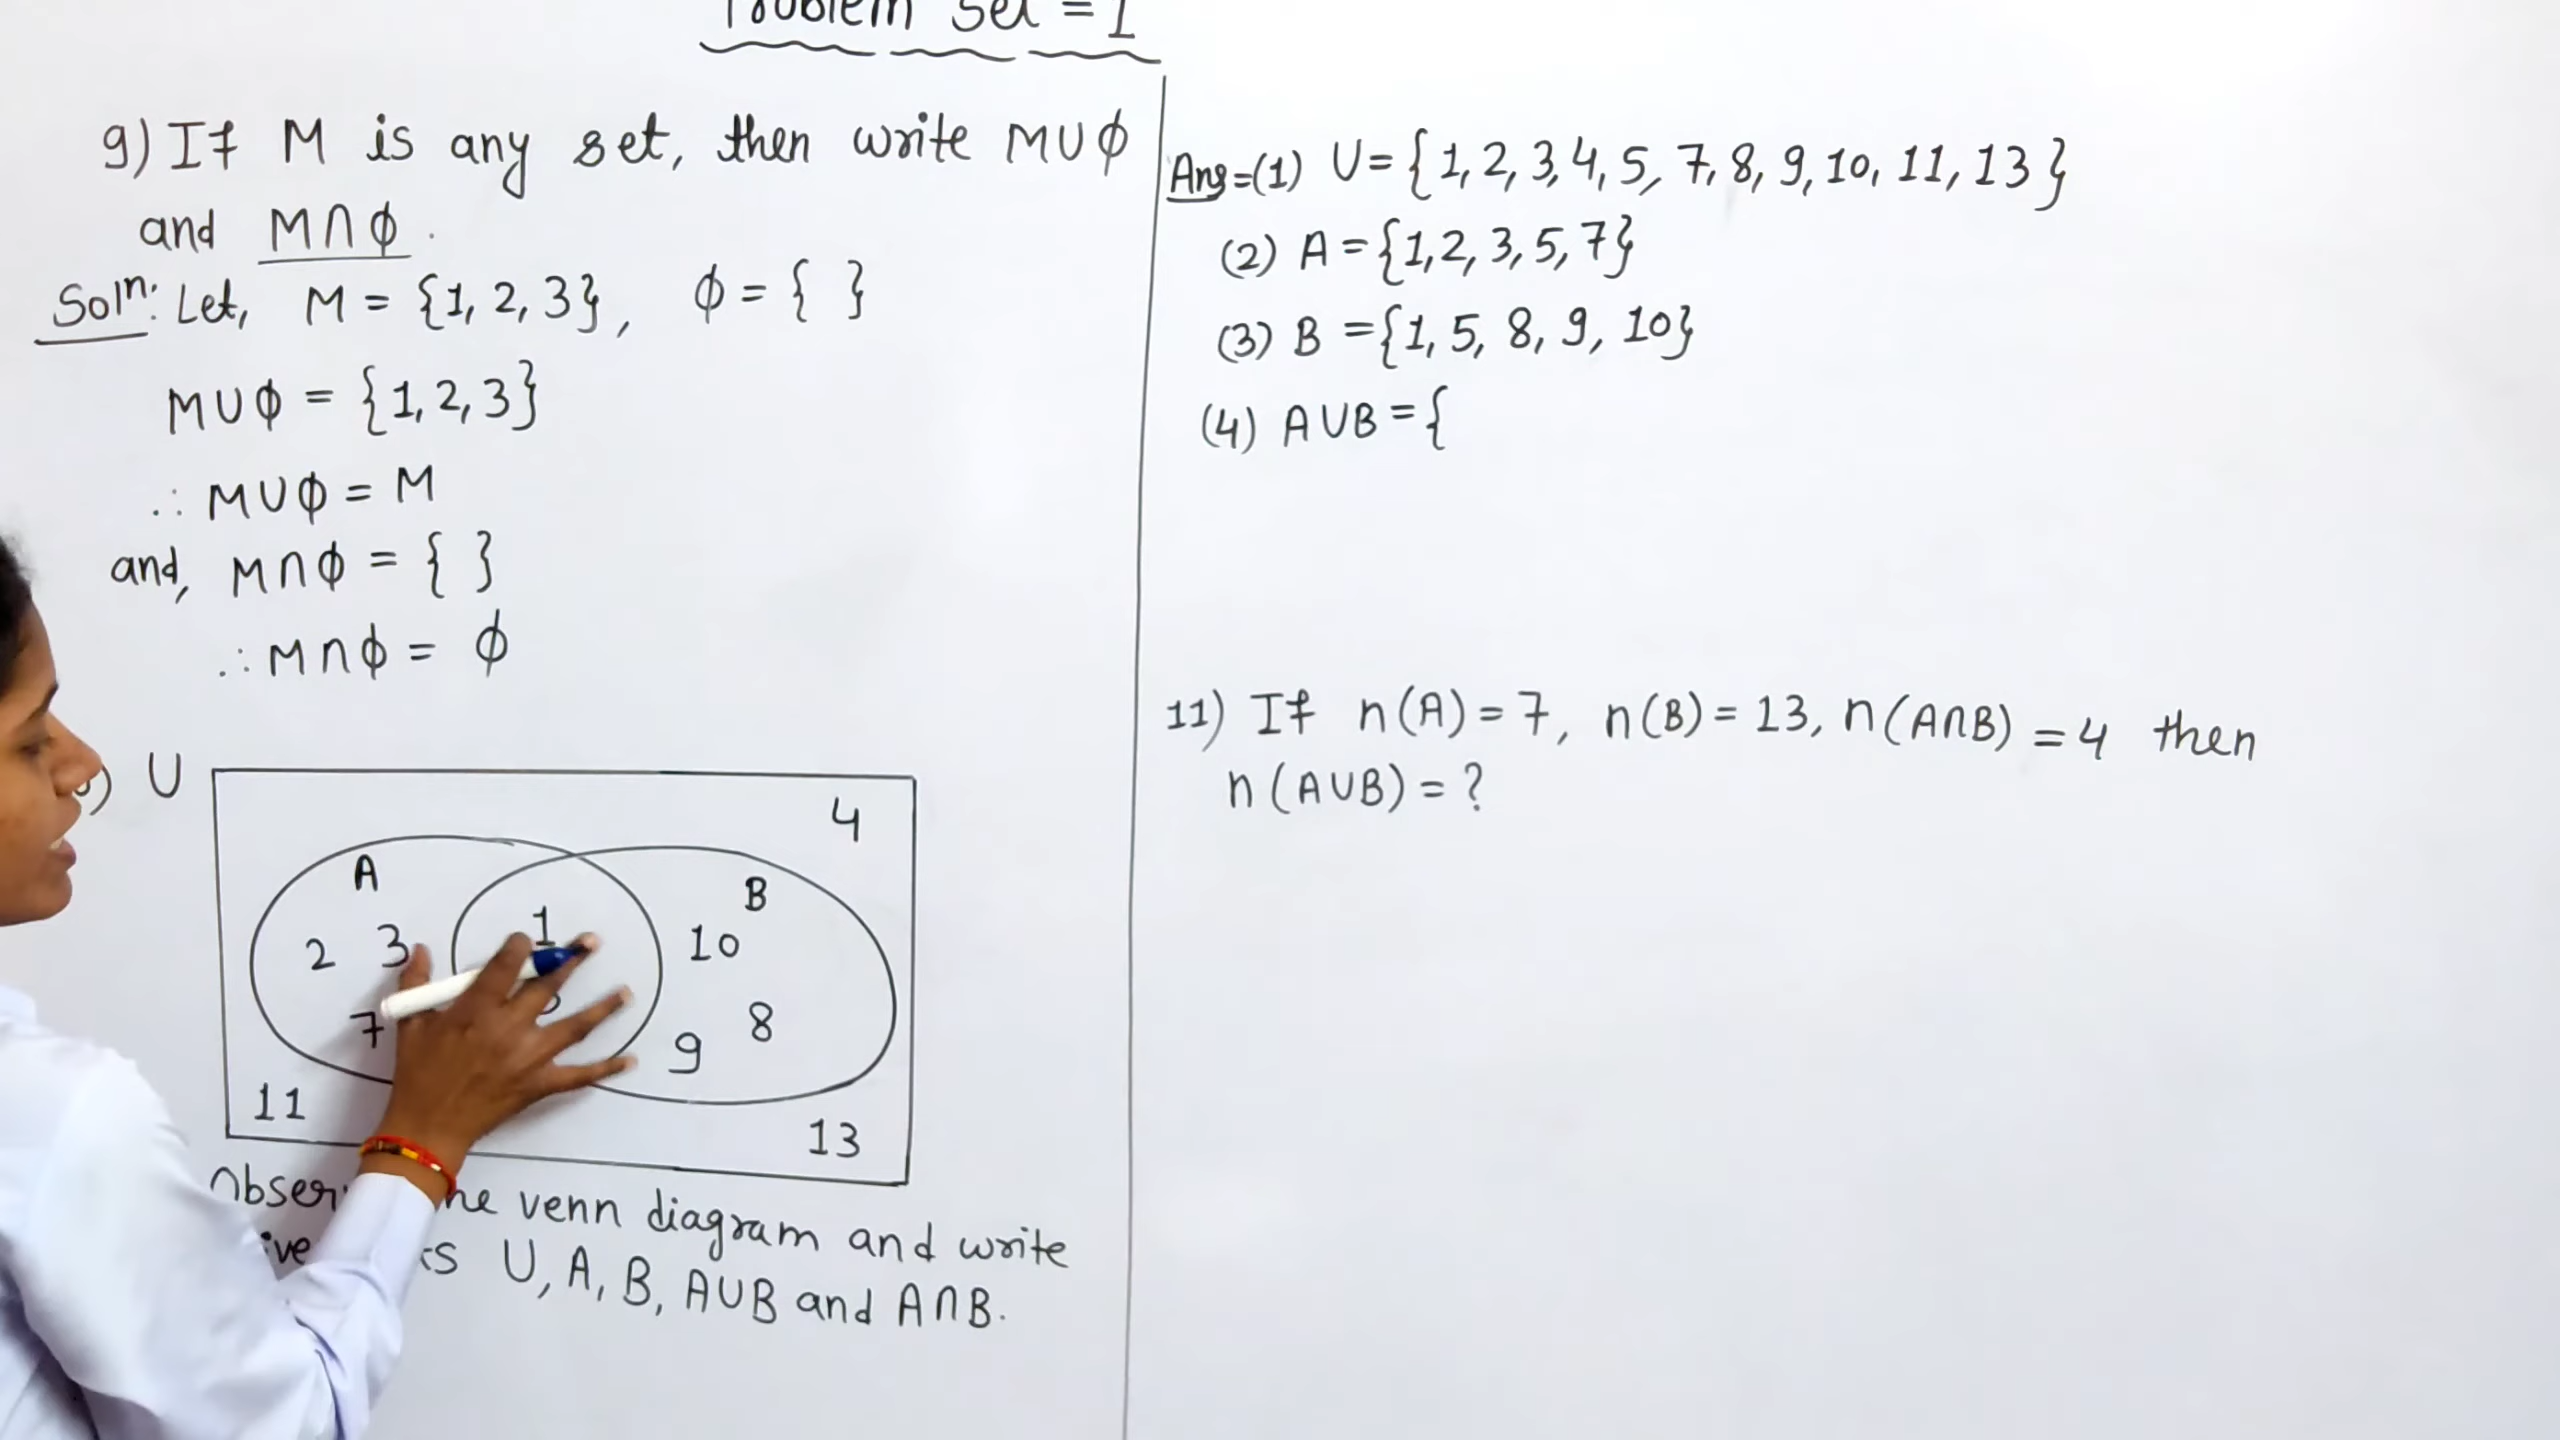 Problem Set = 1
9) If M is any set, then write M∪ϕ
and M∩ϕ.
Solⁿ: Let, M = {1, 2, 3}, ϕ = { }
M∪ϕ = {1, 2, 3}
∴ M∪ϕ = M
and, M∩ϕ = { }
∴ M∩ϕ = ϕ
) U
4
A
B
2 3 1 10
7 9 8
11
13
the venn diagram and write
U, A, B, A∪B and A∩B.
Ans=(1) U = {1, 2, 3, 4, 5, 7, 8, 9, 10, 11, 13}
(2) A = {1, 2, 3, 5, 7}
(3) B = {1, 5, 8, 9, 10}
(4) A∪B = {
11) If n(A) = 7, n(B) = 13, n(A∩B) = 4 then
n(A∪B) = ?